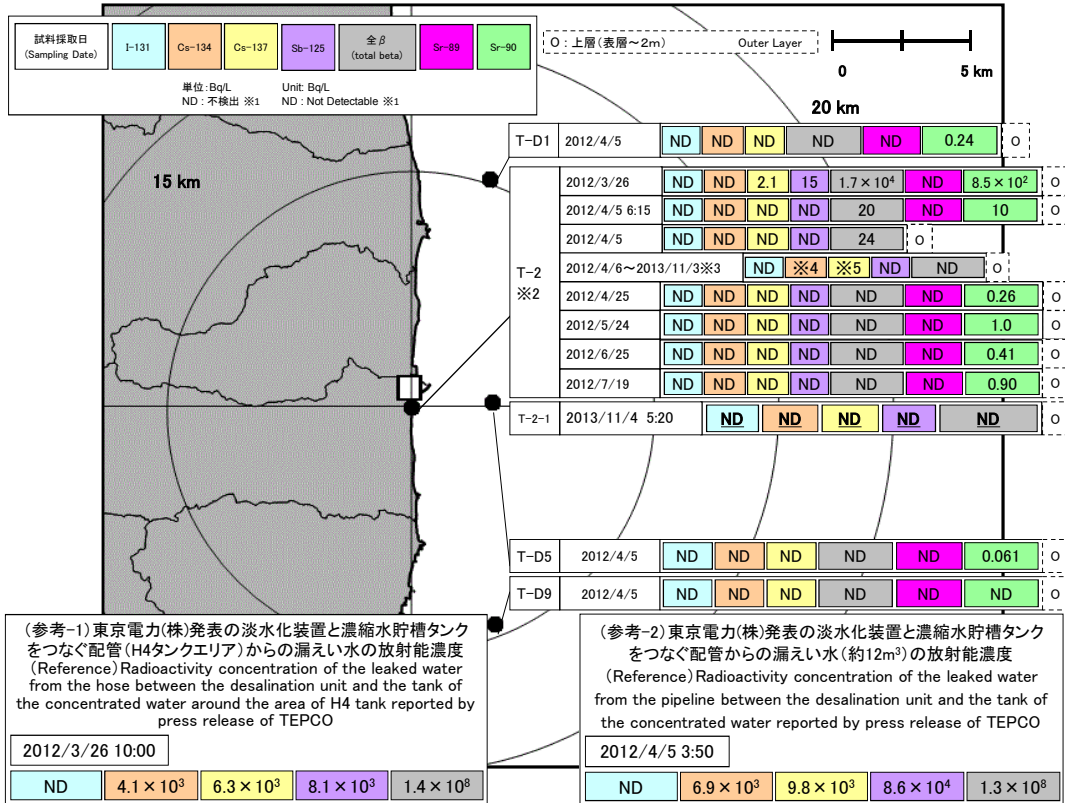 試料採取日
(Sampling Date)
I-131
Cs-134
Cs-137
Sb-125
全β
(total beta)
Sr-89
Sr-90
単位:Bq/L
Unit: Bq/L
ND : 不検出 ※1
ND : Not Detectable ※1
O : 上層(表層~2m)
Outer Layer
0
5 km
20 km
15 km
T-D1 2012/4/5 ND ND ND ND ND 0.24 O
T-2
※2
2012/3/26 ND ND 2.1 15 1.7×10⁴ ND 8.5×10² O
2012/4/5 6:15 ND ND ND ND 20 ND 10 O
2012/4/5 ND ND ND ND 24 O
2012/4/6~2013/11/3※3 ND ※4 ※5 ND ND O
2012/4/25 ND ND ND ND ND ND 0.26 O
2012/5/24 ND ND ND ND ND ND 1.0 O
2012/6/25 ND ND ND ND ND ND 0.41 O
2012/7/19 ND ND ND ND ND ND 0.90 O
T-2-1 2013/11/4 5:20 ND ND ND ND ND O
T-D5 2012/4/5 ND ND ND ND ND 0.061 O
T-D9 2012/4/5 ND ND ND ND ND ND O
(参考-1)東京電力(株)発表の淡水化装置と濃縮水貯槽タンク
をつなぐ配管(H4タンクエリア)からの漏えい水の放射能濃度
(Reference) Radioactivity concentration of the leaked water
from the hose between the desalination unit and the tank of
the concentrated water around the area of H4 tank reported by
press release of TEPCO
2012/3/26 10:00
ND 4.1×10³ 6.3×10³ 8.1×10³ 1.4×10⁸
(参考-2)東京電力(株)発表の淡水化装置と濃縮水貯槽タンク
をつなぐ配管からの漏えい水(約12m³)の放射能濃度
(Reference) Radioactivity concentration of the leaked water
from the pipeline between the desalination unit and the tank of
the concentrated water reported by press release of TEPCO
2012/4/5 3:50
ND 6.9×10³ 9.8×10³ 8.6×10⁴ 1.3×10⁸